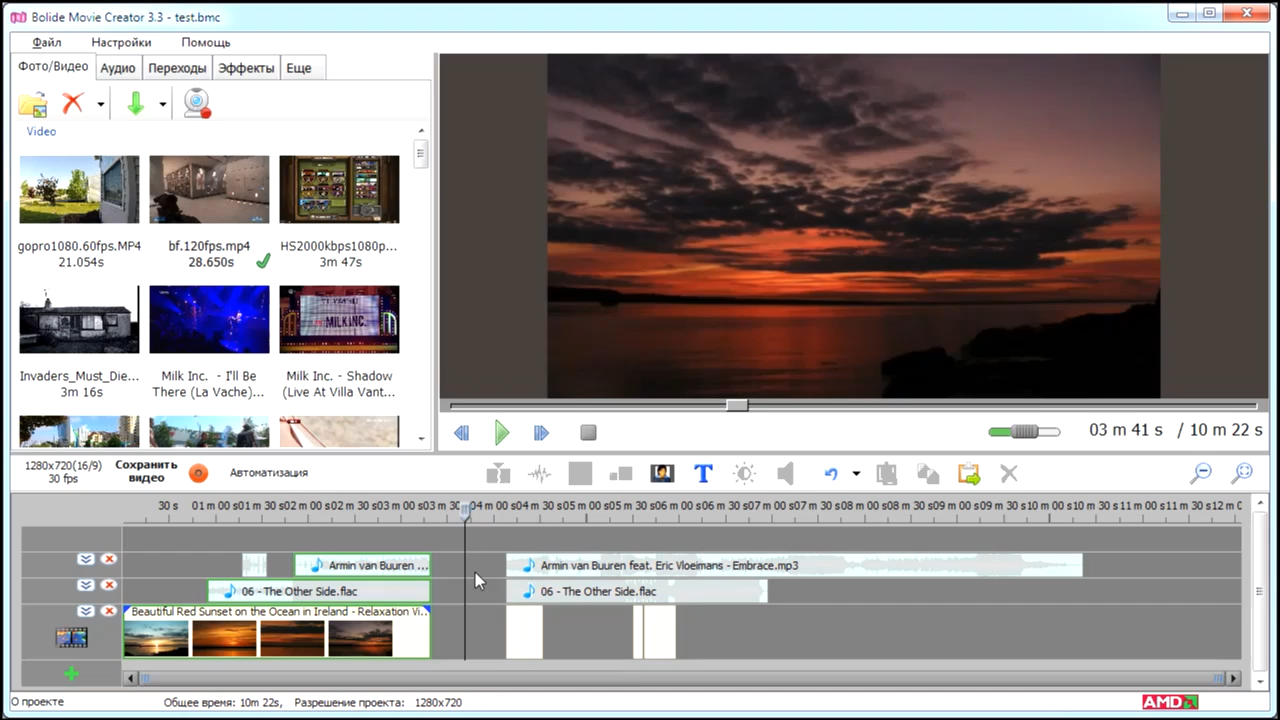 Bolide Movie Creator 3.3 - test.bmc
Файл Настройки Помощь
Фото/Видео Аудио Переходы Эффекты Еще
Video
gopro1080.60fps.MP4 bf.120fps.mp4 HS2000kbps1080p...
21.054s 28.650s 3m 47s
MILK INC.
Invaders_Must_Die... Milk Inc. - I'll Be Milk Inc. - Shadow
3m 16s There (La Vache)... (Live At Villa Vant...
03 m 41 s / 10 m 22 s
1280x720(16/9) Сохранить Автоматизация
30 fps видео
T
30 s 01 m 00 s 01 m 30 s 02 m 00 s 02 m 30 s 03 m 00 s 03 m 30 04 m 00 s 04 m 30 s 05 m 00 s 05 m 30 s 06 m 00 s 06 m 30 s 07 m 00 s 07 m 30 s 08 m 00 s 08 m 30 s 09 m 00 s 09 m 30 s 10 m 00 s 10 m 30 s 11 m 00 s 11 m 30 s 12 m 0
Armin van Buuren ... Armin van Buuren feat. Eric Vloeimans - Embrace.mp3
06 - The Other Side.flac 06 - The Other Side.flac
Beautiful Red Sunset on the Ocean in Ireland - Relaxation Vi...
О проекте Общее время: 10m 22s, Разрешение проекта: 1280x720 AMD